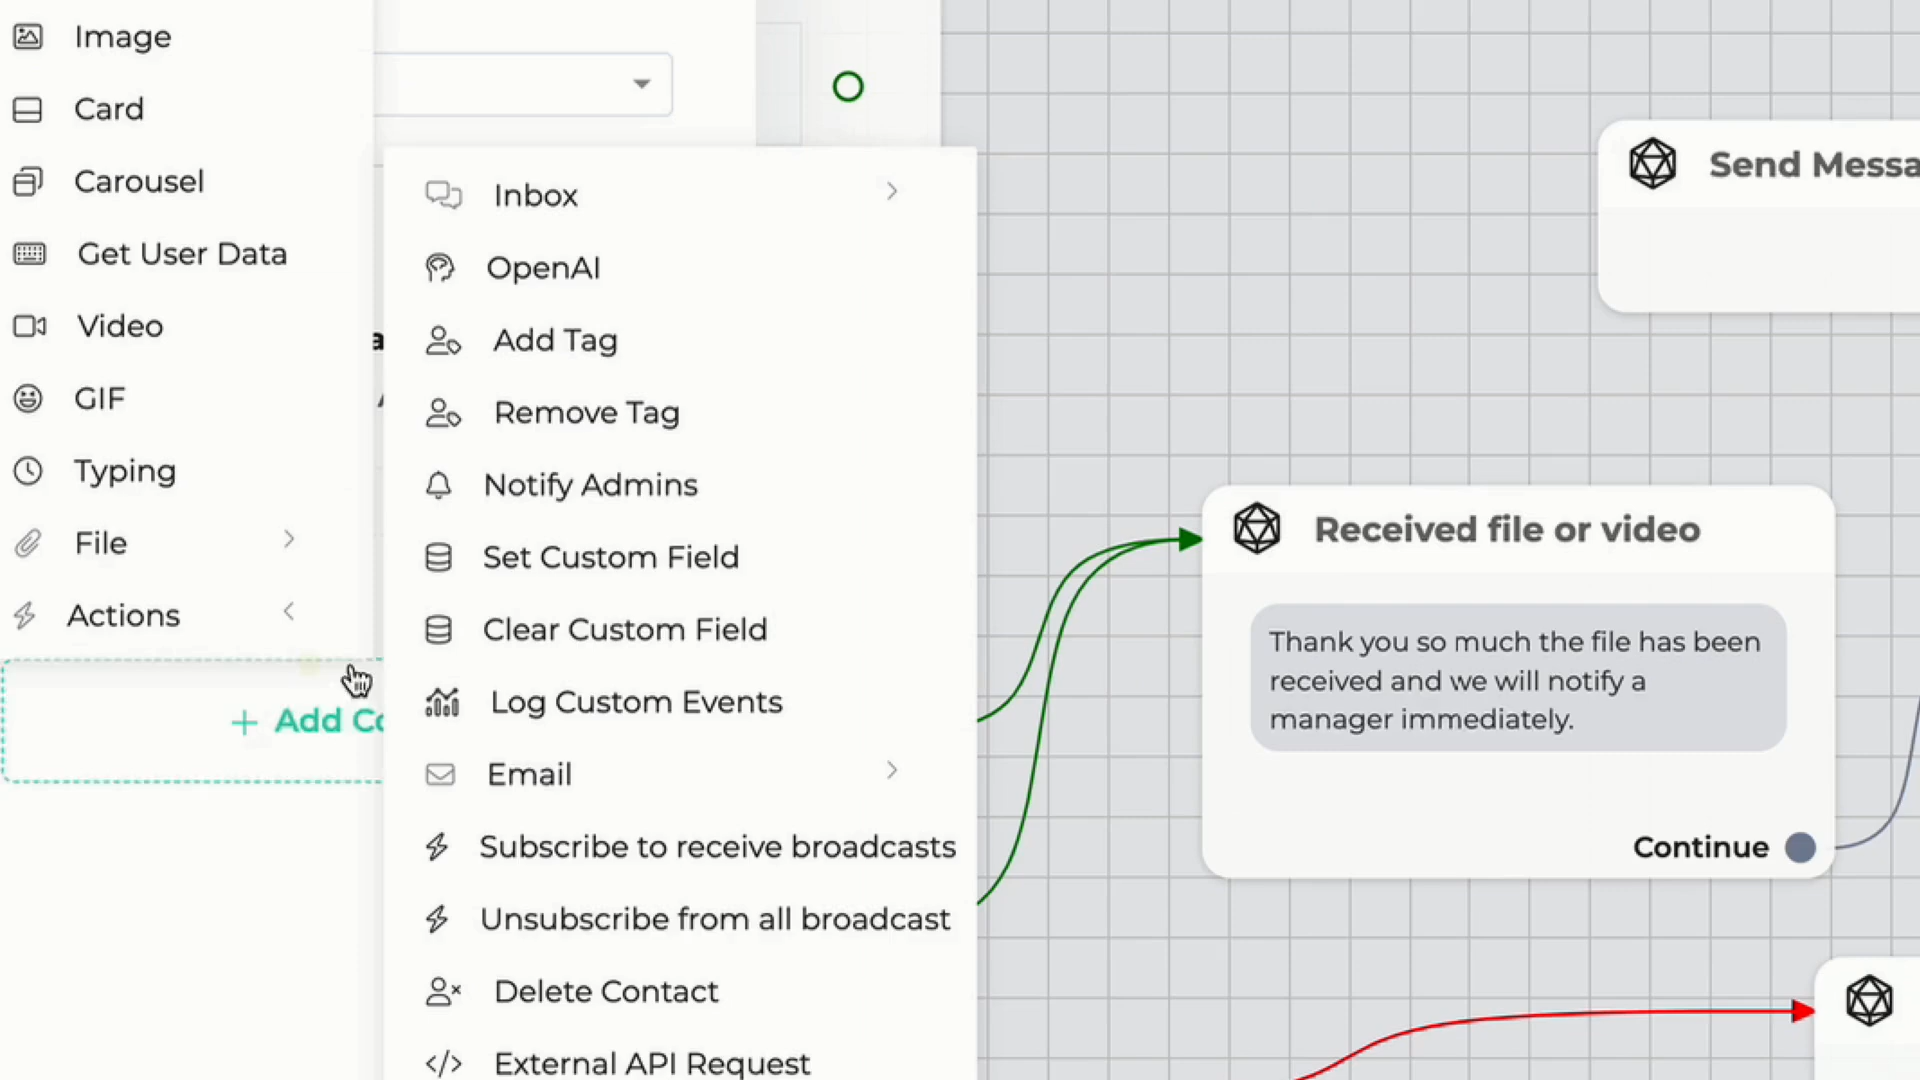 Image
Card
Carousel
Get User Data
Video
GIF
Typing
File
Actions
+ Add Co
Inbox
OpenAI
Add Tag
Remove Tag
Notify Admins
Set Custom Field
Clear Custom Field
Log Custom Events
Email
Subscribe to receive broadcasts
Unsubscribe from all broadcast
Delete Contact
External API Request
Send Messa
Received file or video
Thank you so much the file has been
received and we will notify a
manager immediately.
Continue